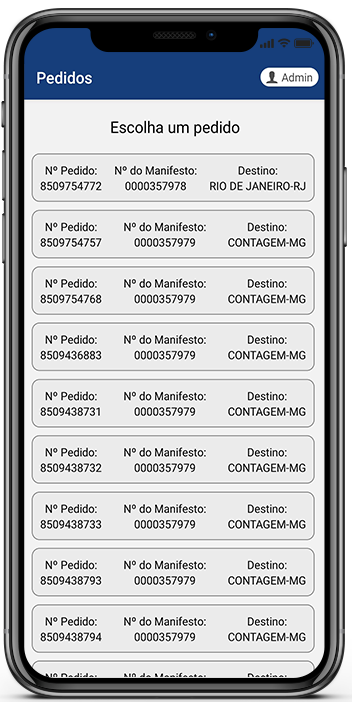 Pedidos
Admin
Escolha um pedido
Nº Pedido: Nº do Manifesto: Destino:
8509754772 0000357978 RIO DE JANEIRO-RJ
Nº Pedido: Nº do Manifesto: Destino:
8509754757 0000357979 CONTAGEM-MG
Nº Pedido: Nº do Manifesto: Destino:
8509754768 0000357979 CONTAGEM-MG
Nº Pedido: Nº do Manifesto: Destino:
8509436883 0000357979 CONTAGEM-MG
Nº Pedido: Nº do Manifesto: Destino:
8509438731 0000357979 CONTAGEM-MG
Nº Pedido: Nº do Manifesto: Destino:
8509438732 0000357979 CONTAGEM-MG
Nº Pedido: Nº do Manifesto: Destino:
8509438733 0000357979 CONTAGEM-MG
Nº Pedido: Nº do Manifesto: Destino:
8509438793 0000357979 CONTAGEM-MG
Nº Pedido: Nº do Manifesto: Destino:
8509438794 0000357979 CONTAGEM-MG
Nº Pedido: Nº do Manifesto: Destino: